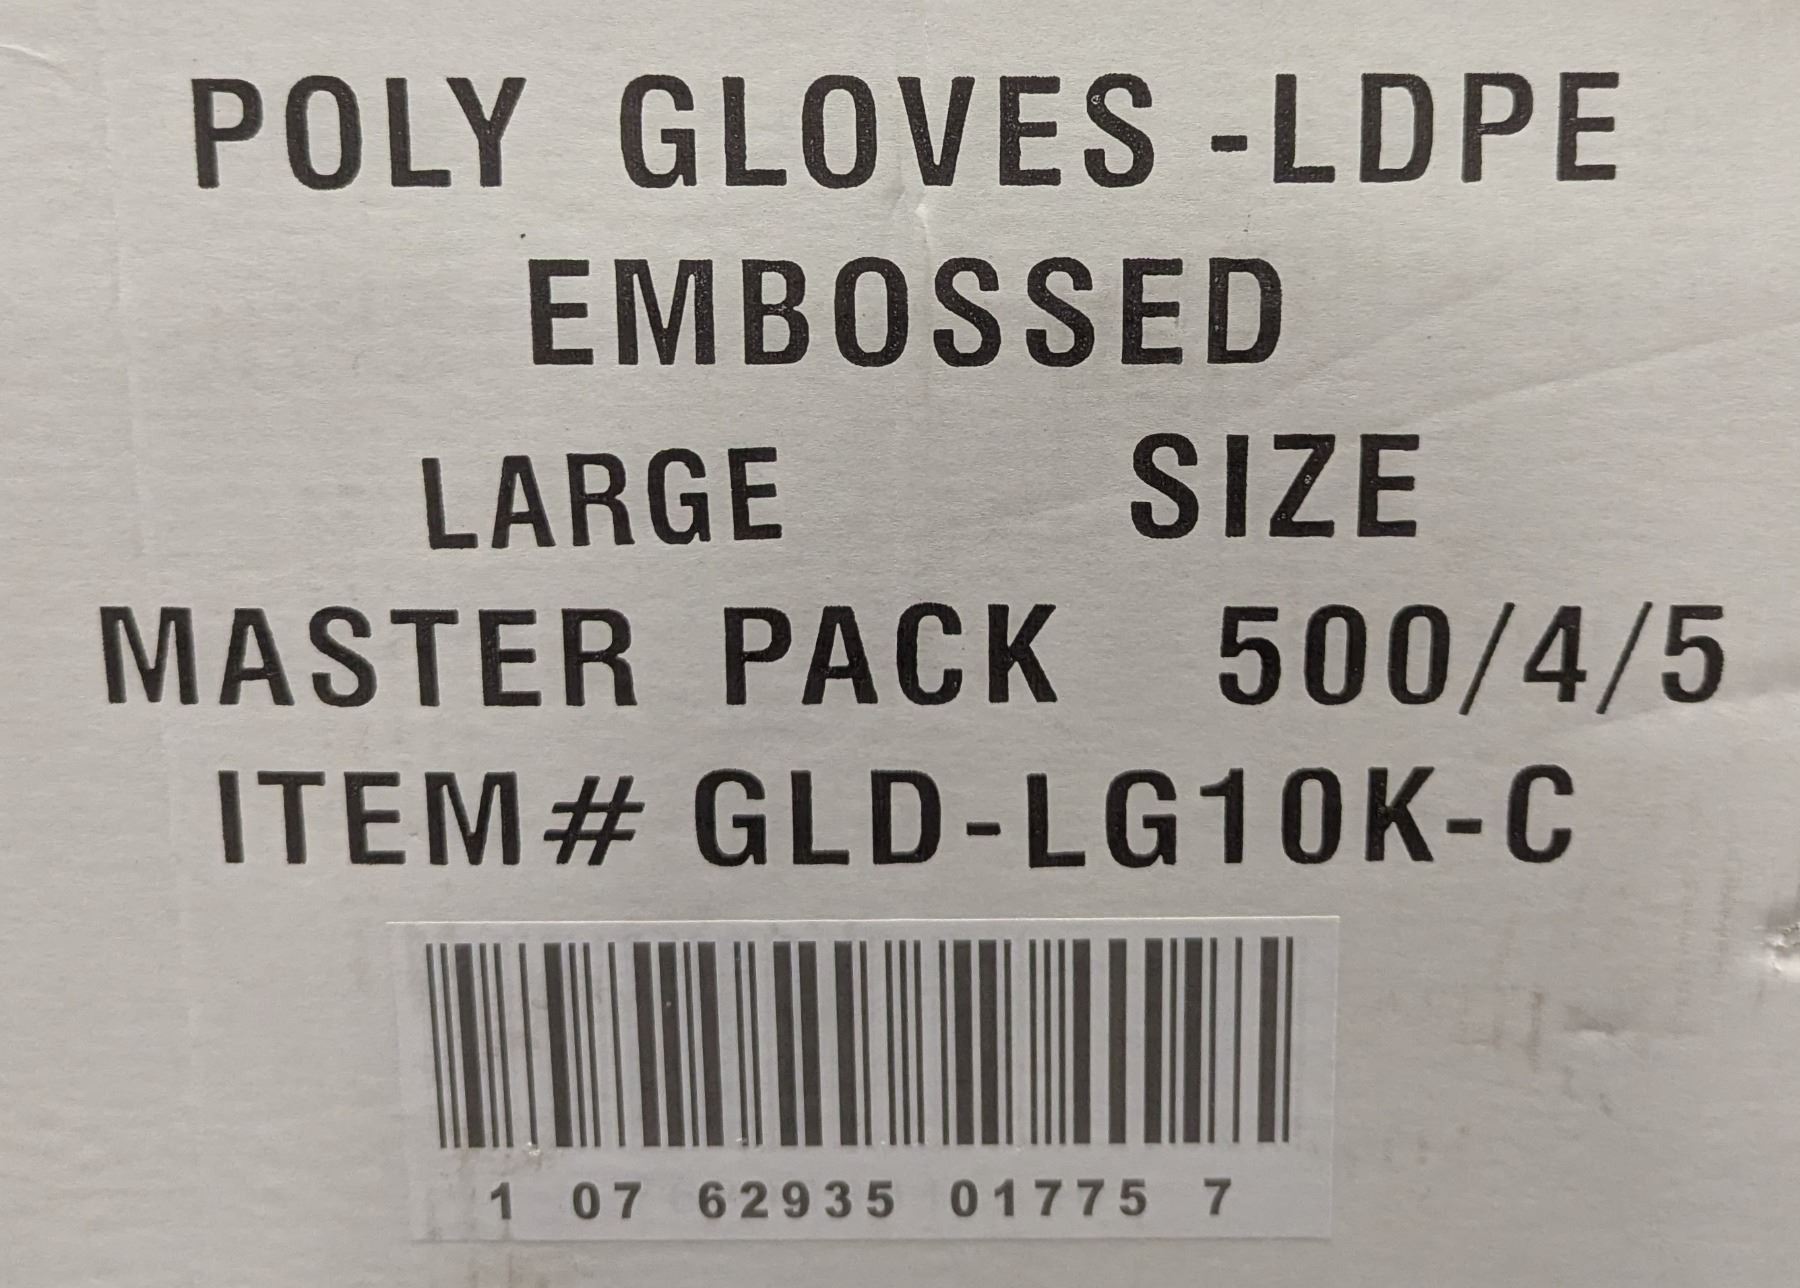 POLY GLOVES -LDPE
EMBOSSED
LARGE SIZE
MASTER PACK 500/4/5
ITEM# GLD-LG10K-C
1 07 62935 01775 7